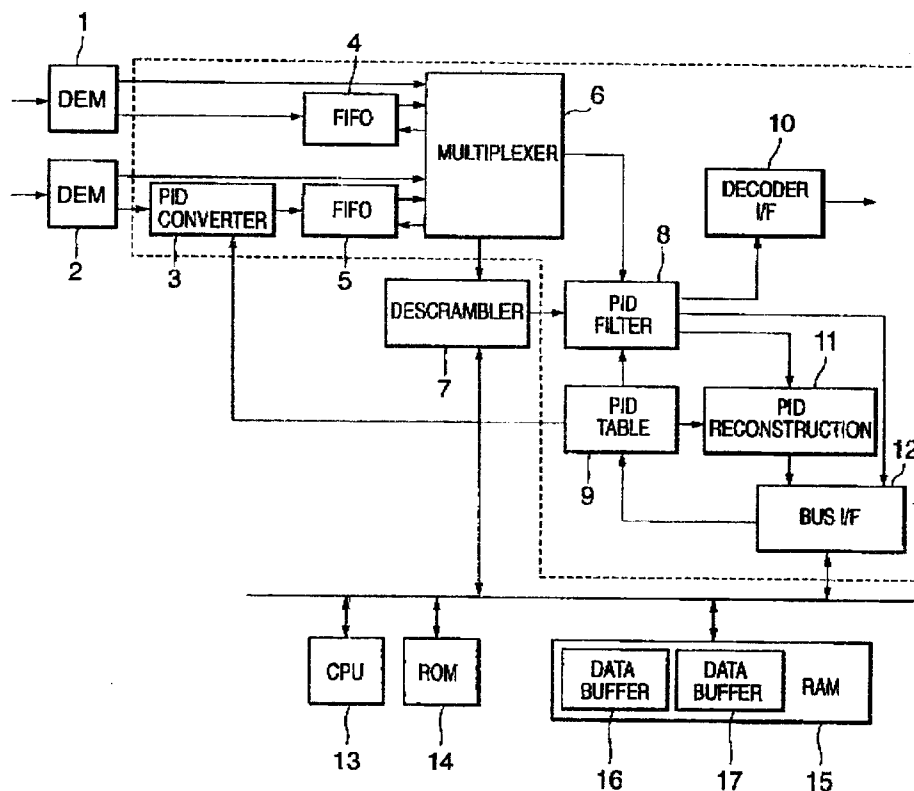 1
4
6
DEM
FIFO
MULTIPLEXER
10
DEM
PID
CONVERTER
FIFO
DECODER
I/F
2
3
5
8
DESCRAMBLER
PID
FILTER
7
11
PID
TABLE
PID
RECONSTRUCTION
9
12
BUS I/F
CPU
ROM
DATA
BUFFER
DATA
BUFFER
RAM
13
14
16
17
15